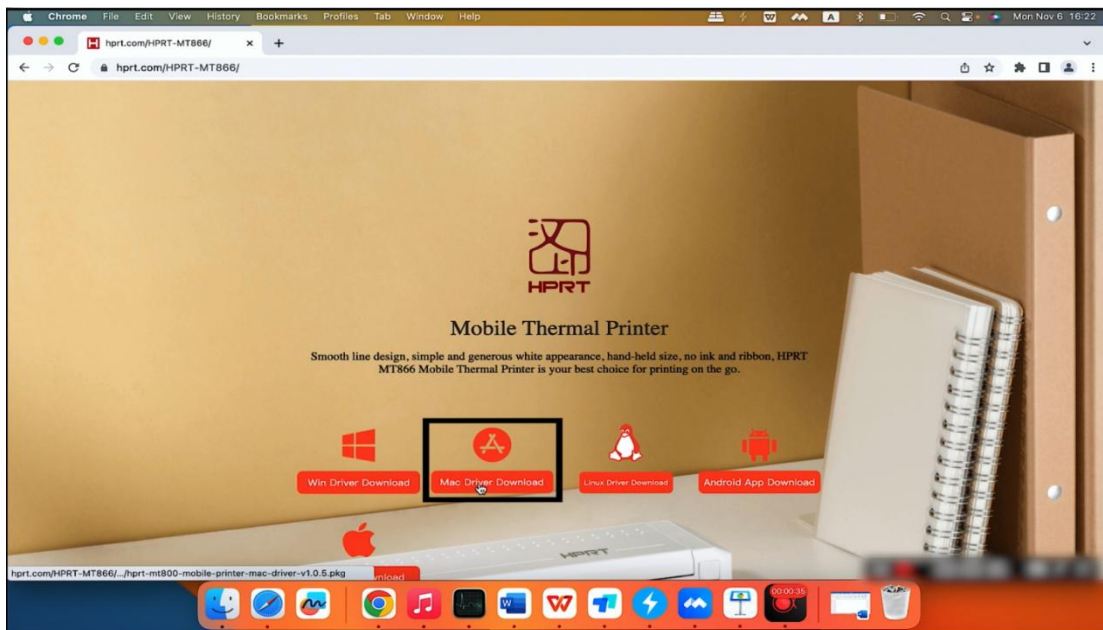 Chrome File Edit View History Bookmarks Profiles Tab Window Help A Mon Nov 6 16:22
hprt.com/HPRT-MT866/
hprt.com/HPRT-MT866/
汉印
HPRT
Mobile Thermal Printer
Smooth line design, simple and generous white appearance, hand-held size, no ink and ribbon, HPRT
MT866 Mobile Thermal Printer is your best choice for printing on the go.
Win Driver Download Mac Driver Download Linux Driver Download Android App Download
HPRT
hprt.com/HPRT-MT866/.../hprt-mt800-mobile-printer-mac-driver-v1.0.5.pkg
00:00:35